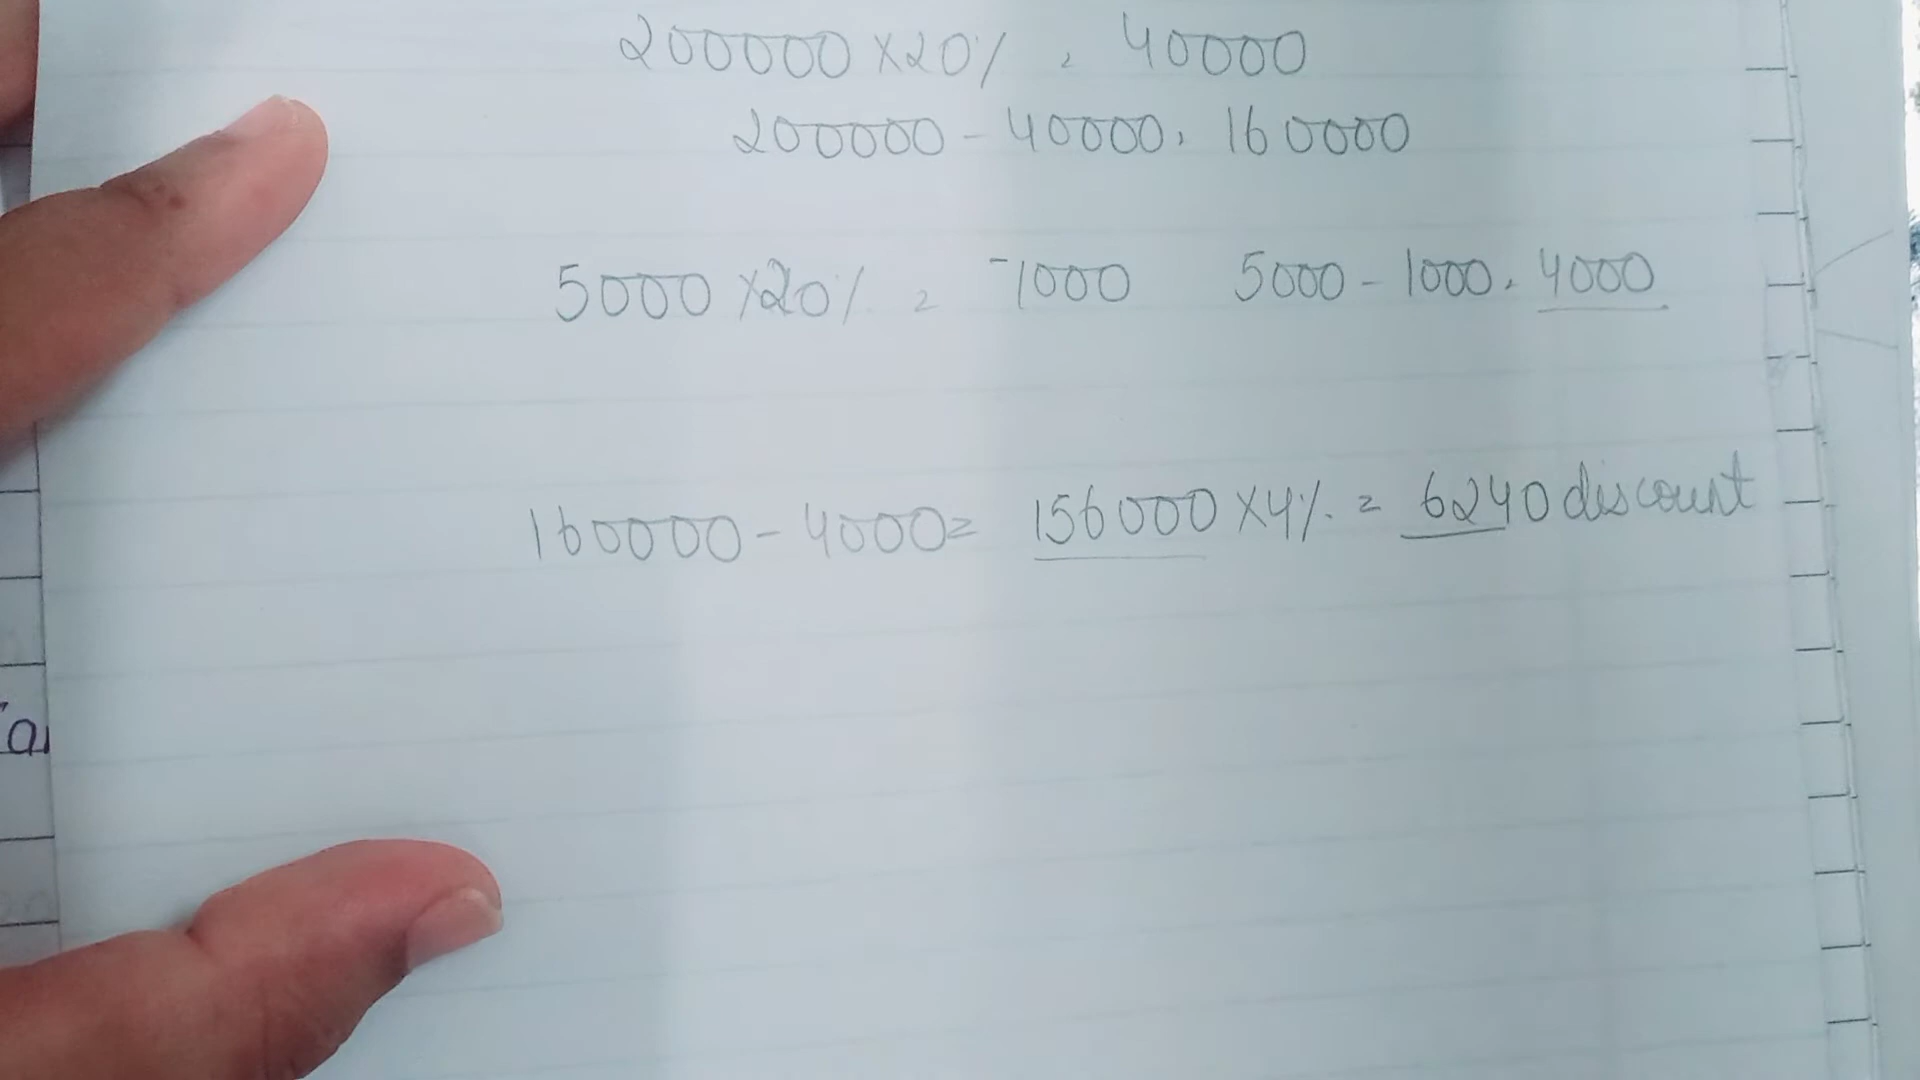 200000 x 20% = 40000
200000 - 40000 = 160000
5000 x 20% = -1000 5000 - 1000 = 4000
160000 - 4000 = 156000 x 4% = 6240 discount